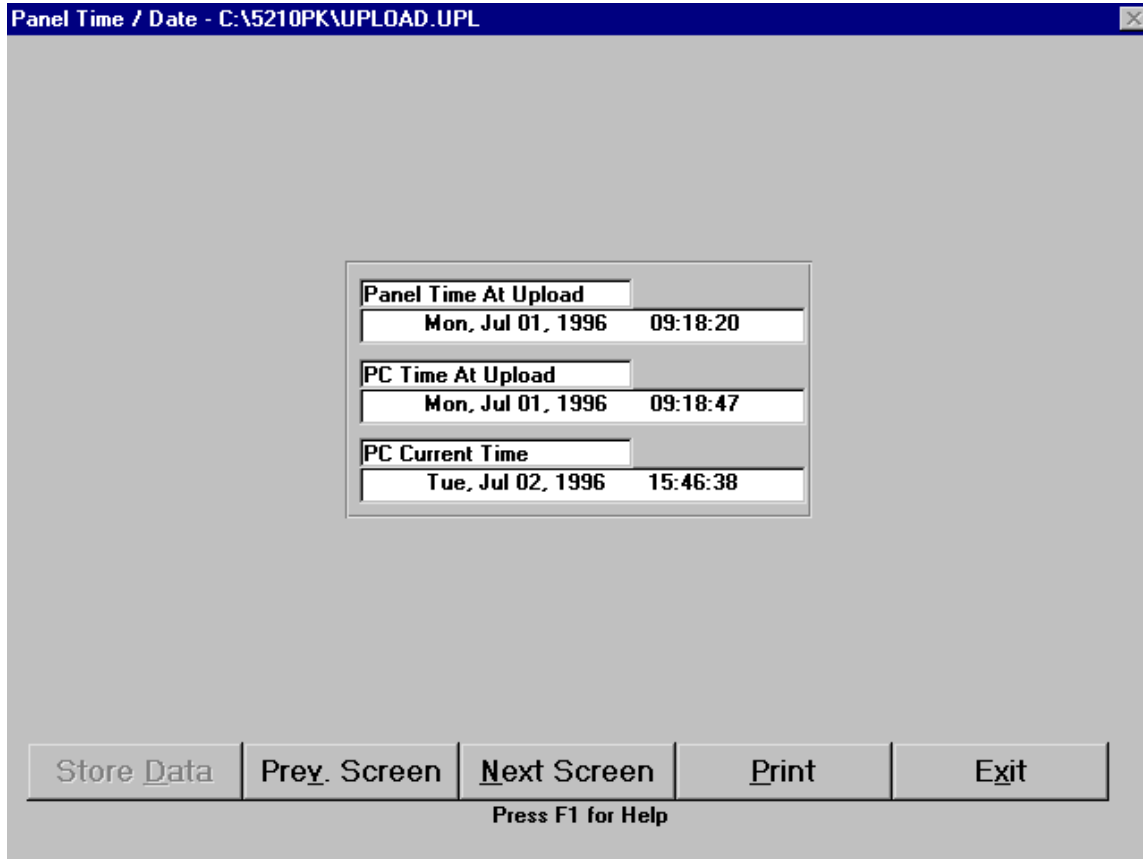 Panel Time / Date - C:\5210PK\UPLOAD.UPL
Panel Time At Upload
Mon, Jul 01, 1996 09:18:20
PC Time At Upload
Mon, Jul 01, 1996 09:18:47
PC Current Time
Tue, Jul 02, 1996 15:46:38
Store Data Prev. Screen Next Screen Print Exit
Press F1 for Help